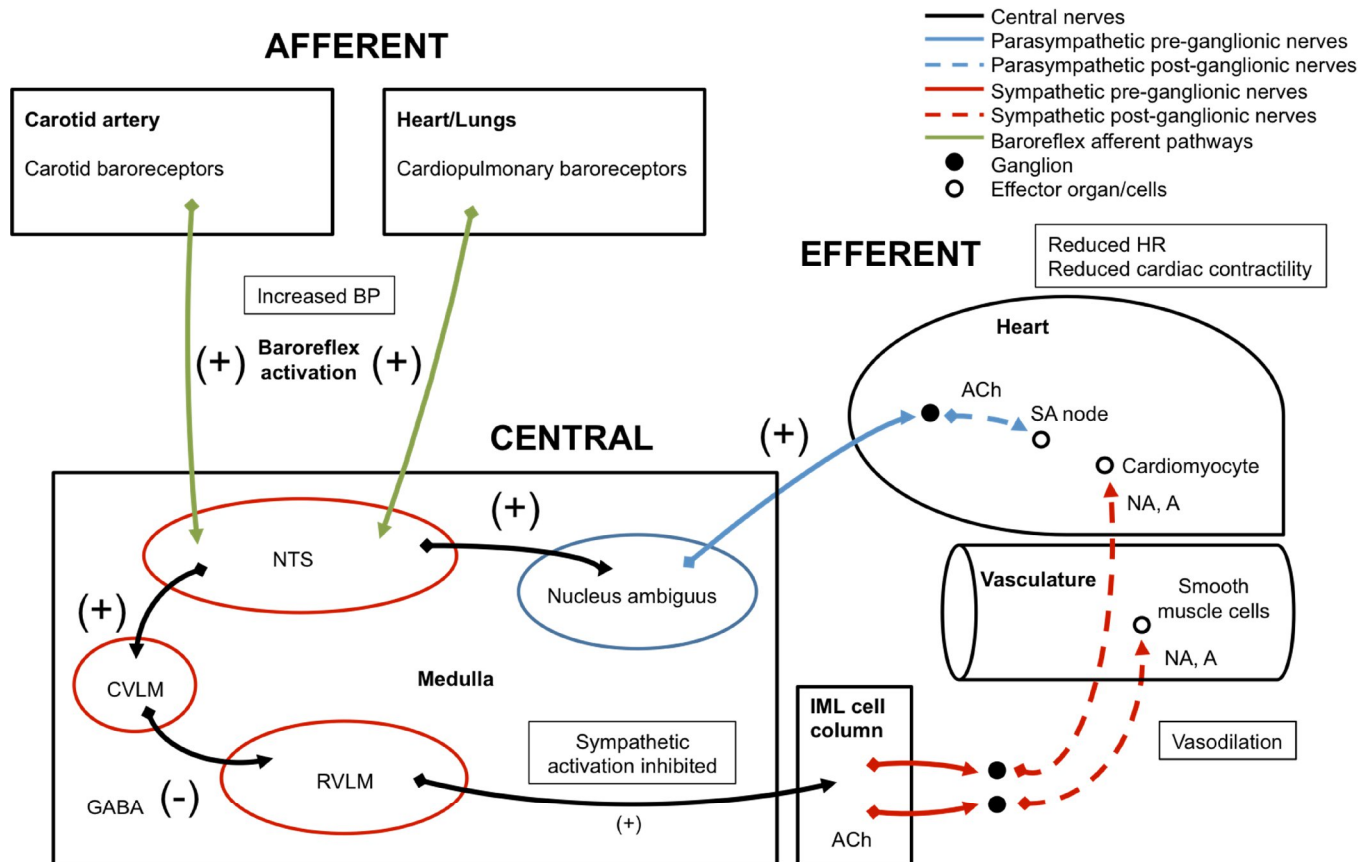 AFFERENT
Central nerves
Parasympathetic pre-ganglionic nerves
Parasympathetic post-ganglionic nerves
Sympathetic pre-ganglionic nerves
Sympathetic post-ganglionic nerves
Baroreflex afferent pathways
Ganglion
Effector organ/cells
Carotid artery
Carotid baroreceptors
Heart/Lungs
Cardiopulmonary baroreceptors
Increased BP
(+)
Baroreflex
activation
(+)
EFFERENT
Reduced HR
Reduced cardiac contractility
Heart
ACh
SA node
Cardiomyocyte
NA, A
(+)
CENTRAL
(+)
NTS
Nucleus ambiguus
(+)
CVLM
Medulla
GABA
(-)
RVLM
Sympathetic
activation inhibited
(+)
Vasculature
Smooth
muscle cells
NA, A
IML cell
column
ACh
Vasodilation